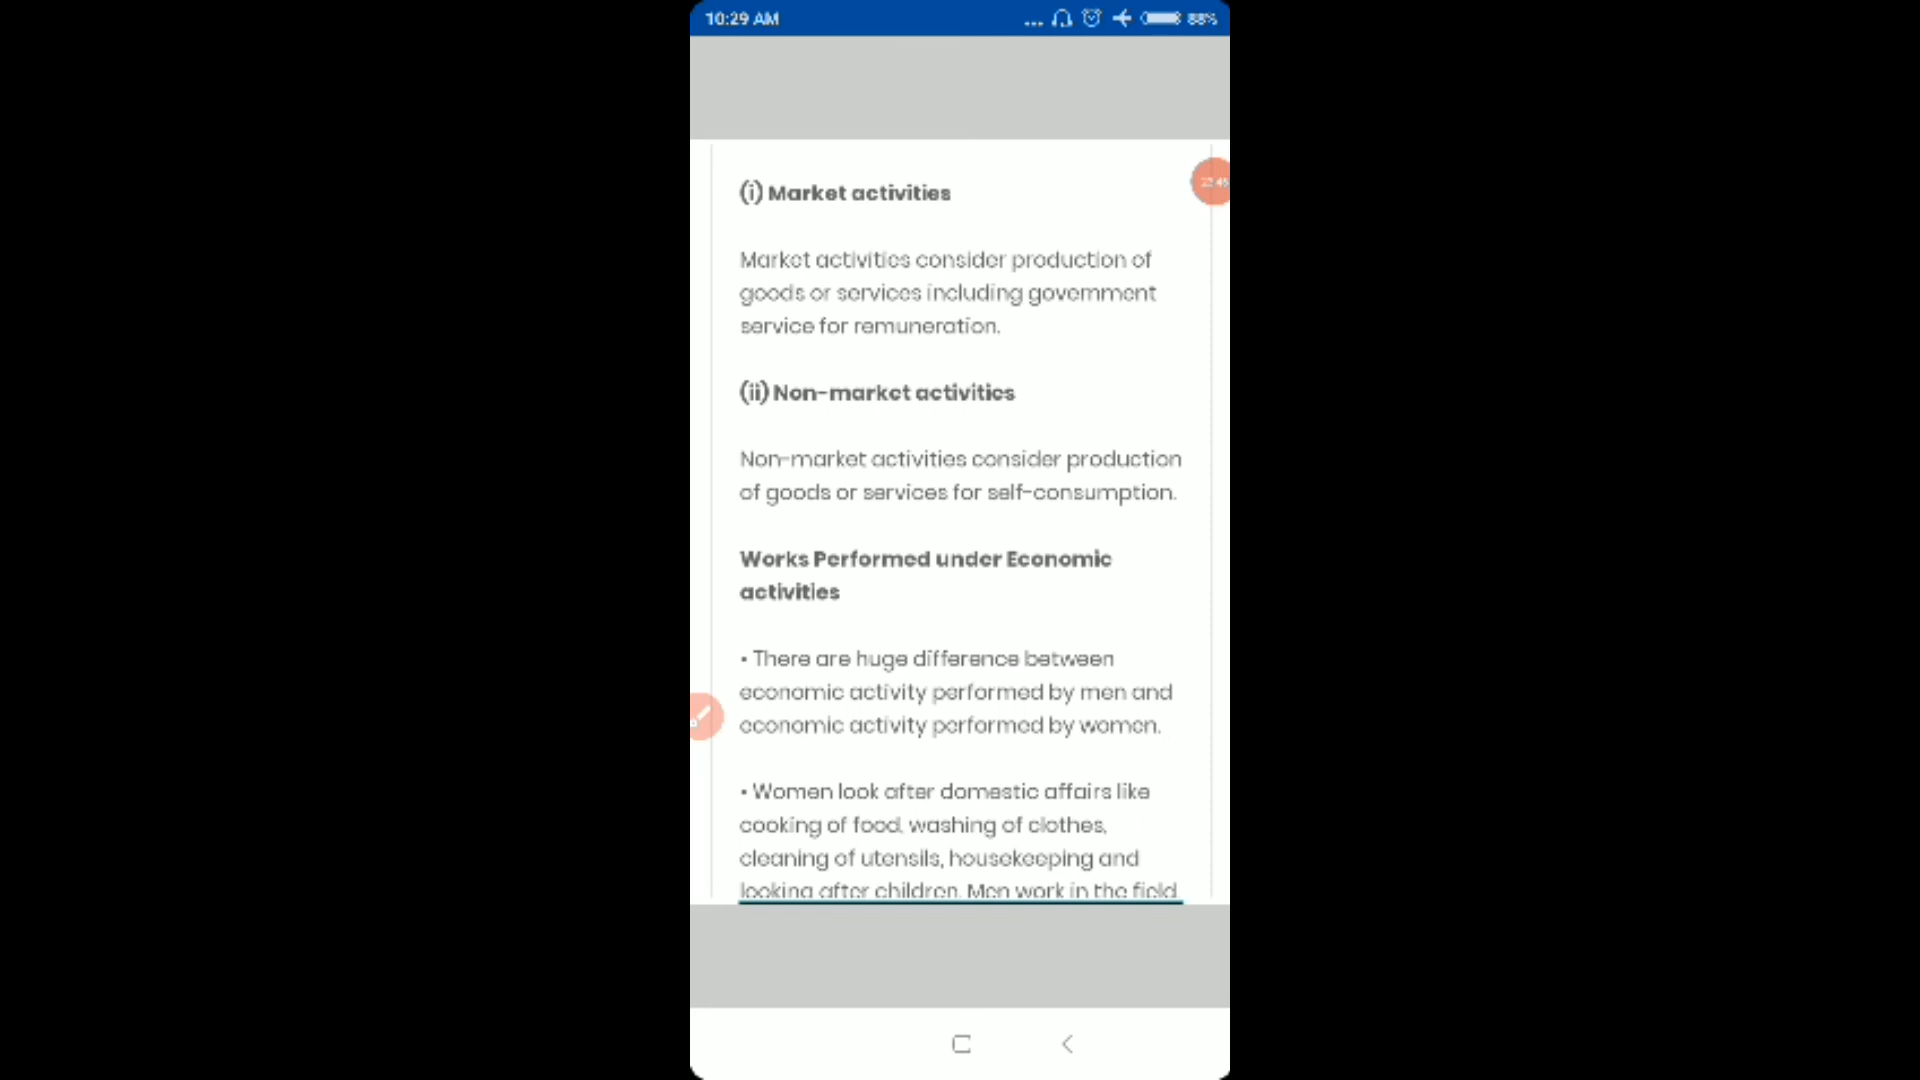 10:29 AM
88%
(i) Market activities
Market activities consider production of
goods or services including government
service for remuneration.
(ii) Non-market activities
Non-market activities consider production
of goods or services for self-consumption.
Works Performed under Economic
activities
• There are huge difference between
economic activity performed by men and
economic activity performed by women.
• Women look after domestic affairs like
cooking of food, washing of clothes,
cleaning of utensils, housekeeping and
looking after children. Men work in the field